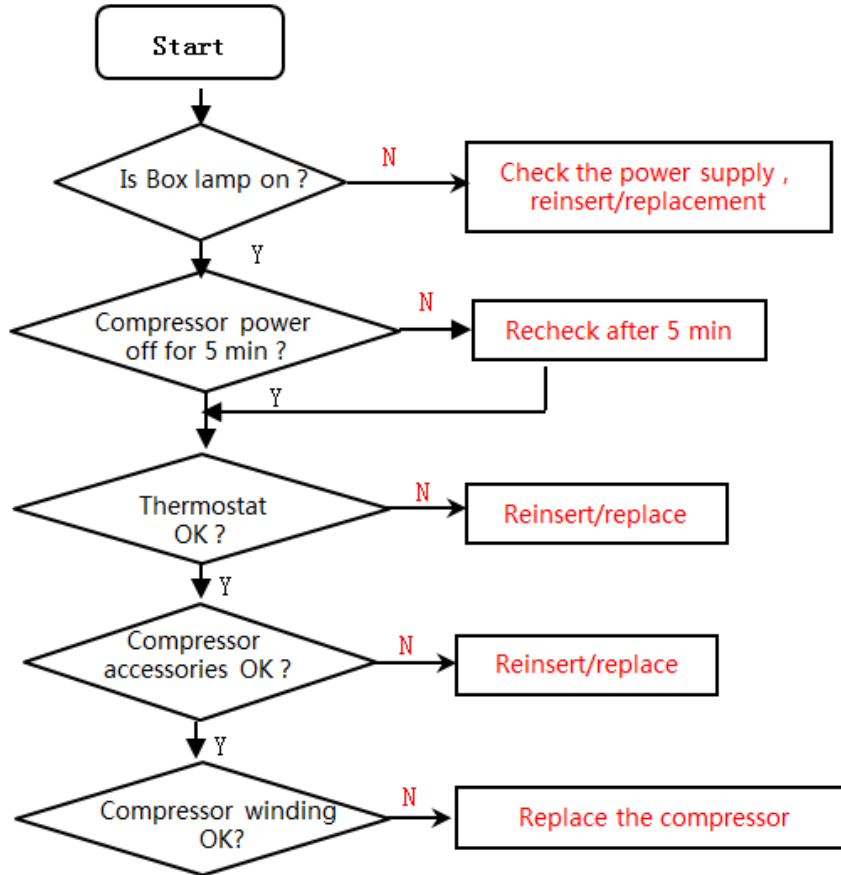 Start
Is Box lamp on ?
N
Check the power supply ,
reinsert/replacement
Y
Compressor power
off for 5 min ?
N
Recheck after 5 min
Y
Thermostat
OK ?
N
Reinsert/replace
Y
Compressor
accessories OK ?
N
Reinsert/replace
Y
Compressor winding
OK?
N
Replace the compressor